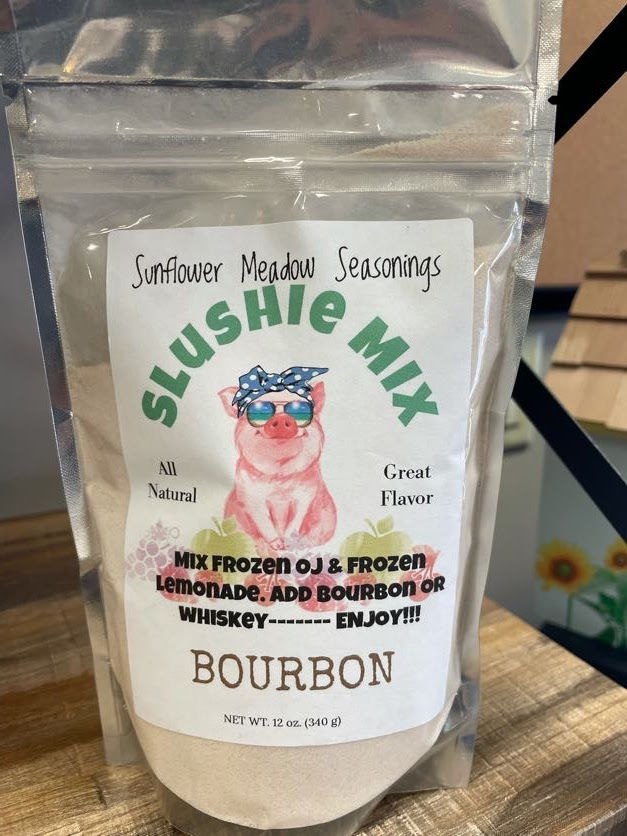 Sunflower Meadow Seasonings
SLUSHIe MIX
All
Natural
Great
Flavor
MIX FROZen OJ & FROZen
Lemonade. ADD BOURBON OR
WHISKeY------- ENJOY!!!
BOURBON
NET WT. 12 oz. (340 g)